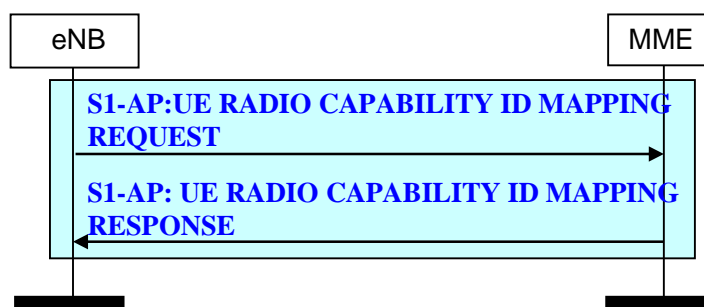 eNB
MME
S1-AP:UE RADIO CAPABILITY ID MAPPING
REQUEST
S1-AP: UE RADIO CAPABILITY ID MAPPING
RESPONSE